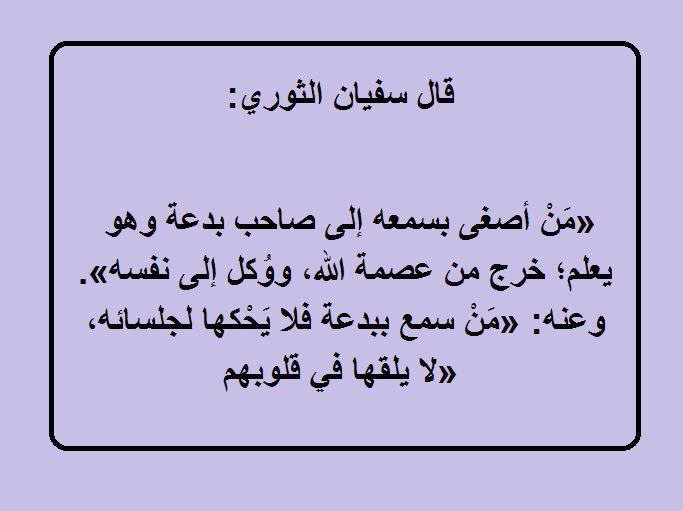 قال سفيان الثوري:
«مَنْ أصغى بسمعه إلى صاحب بدعة وهو
يعلم؛ خرج من عصمة الله، ووُكل إلى نفسه».
وعنه: «مَنْ سمع ببدعة فلا يَحْكها لجلسائه،
لا يلقها في قلوبهم»